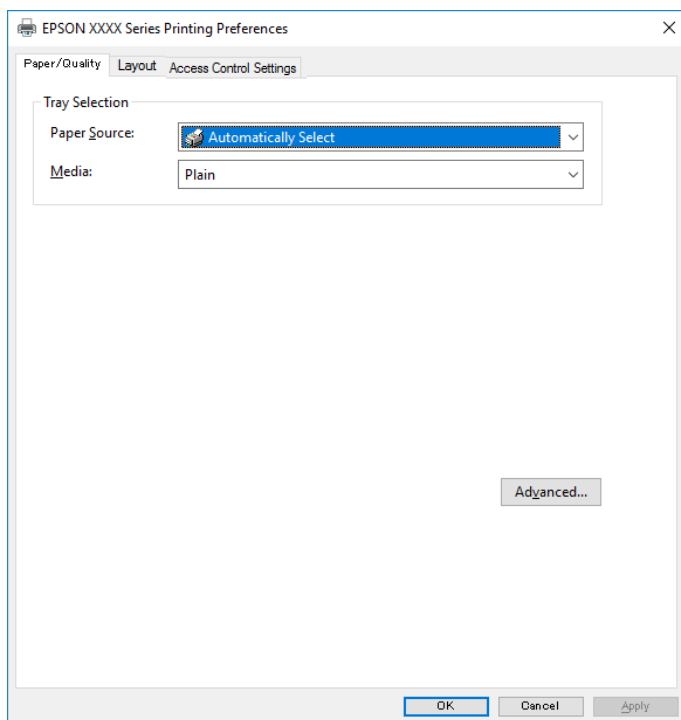 EPSON XXXX Series Printing Preferences
Paper/Quality Layout Access Control Settings
Tray Selection
Paper Source: Automatically Select
Media: Plain
Advanced...
OK Cancel Apply